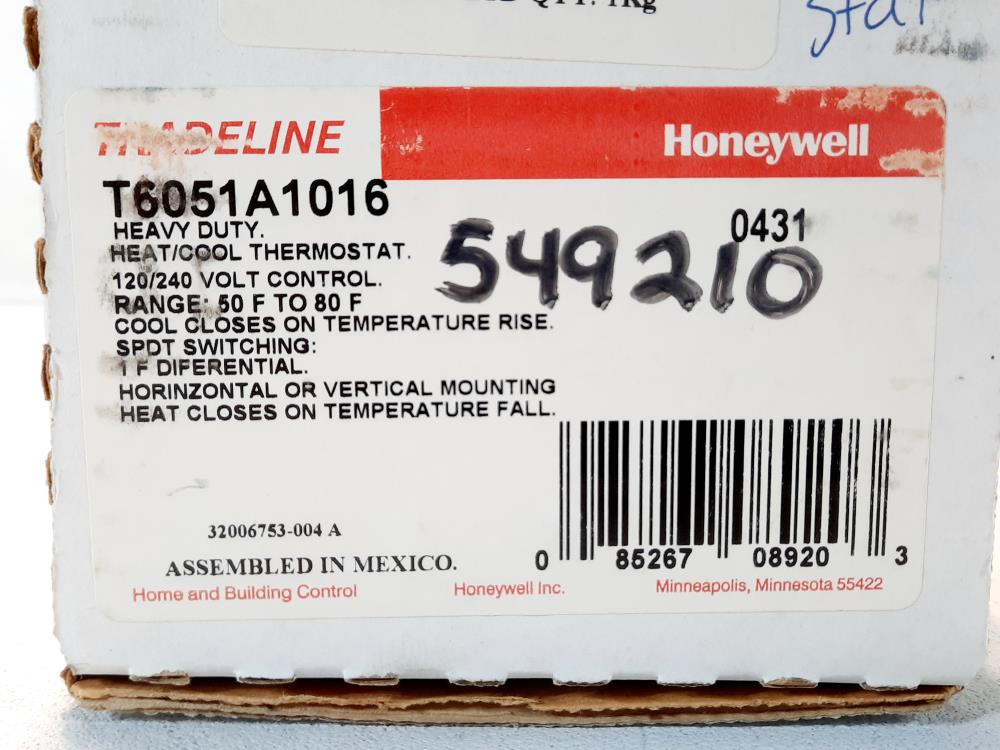 QTY: 1Kg
TRADELINE
Honeywell
T6051A1016
0431
HEAVY DUTY.
HEAT/COOL THERMOSTAT.
549210
120/240 VOLT CONTROL.
RANGE: 50 F TO 80 F
COOL CLOSES ON TEMPERATURE RISE.
SPDT SWITCHING:
1 F DIFERENTIAL.
HORINZONTAL OR VERTICAL MOUNTING
HEAT CLOSES ON TEMPERATURE FALL.
32006753-004 A
ASSEMBLED IN MEXICO.
0 85267 08920 3
Home and Building Control Honeywell Inc. Minneapolis, Minnesota 55422